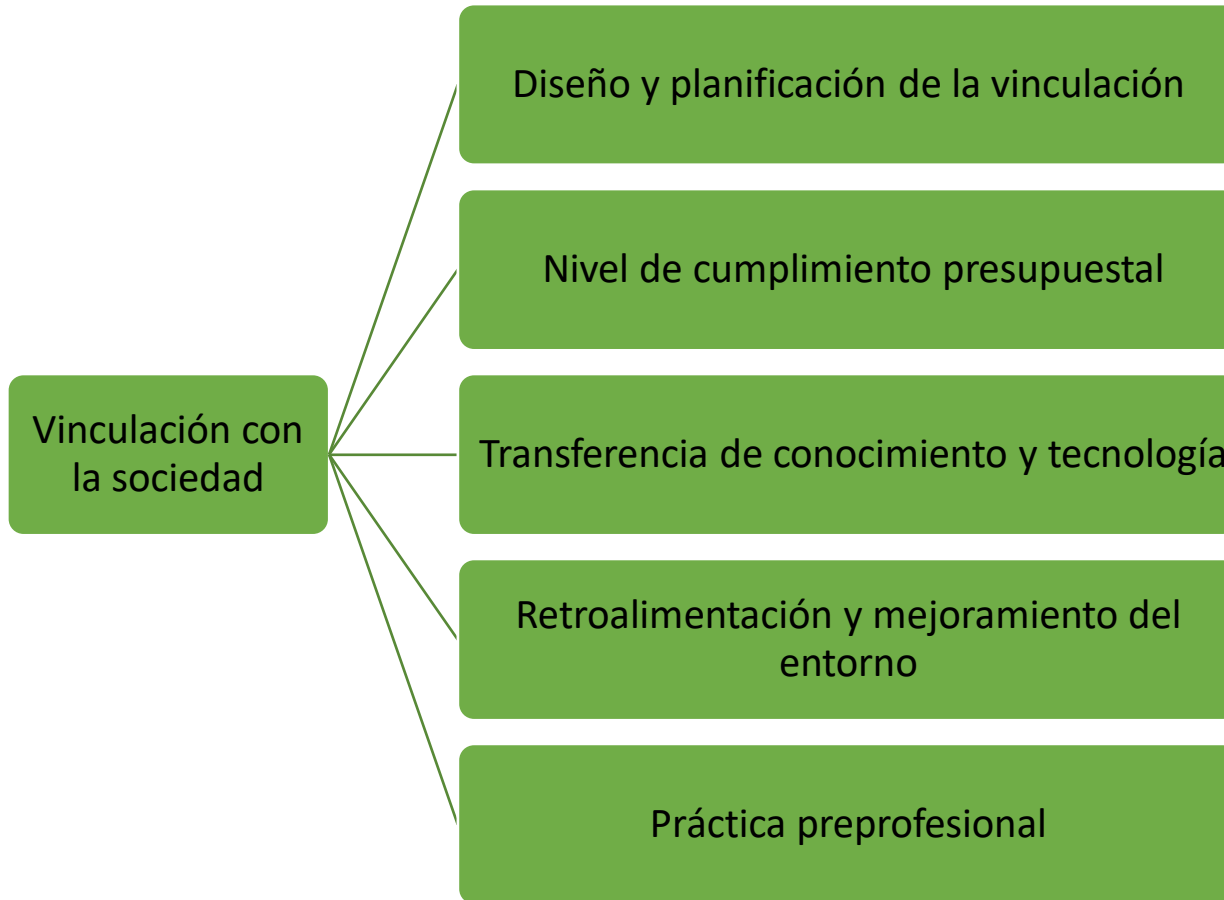 Diseño y planificación de la vinculación
Nivel de cumplimiento presupuestal
Vinculación con
la sociedad
Transferencia de conocimiento y tecnología
Retroalimentación y mejoramiento del
entorno
Práctica preprofesional